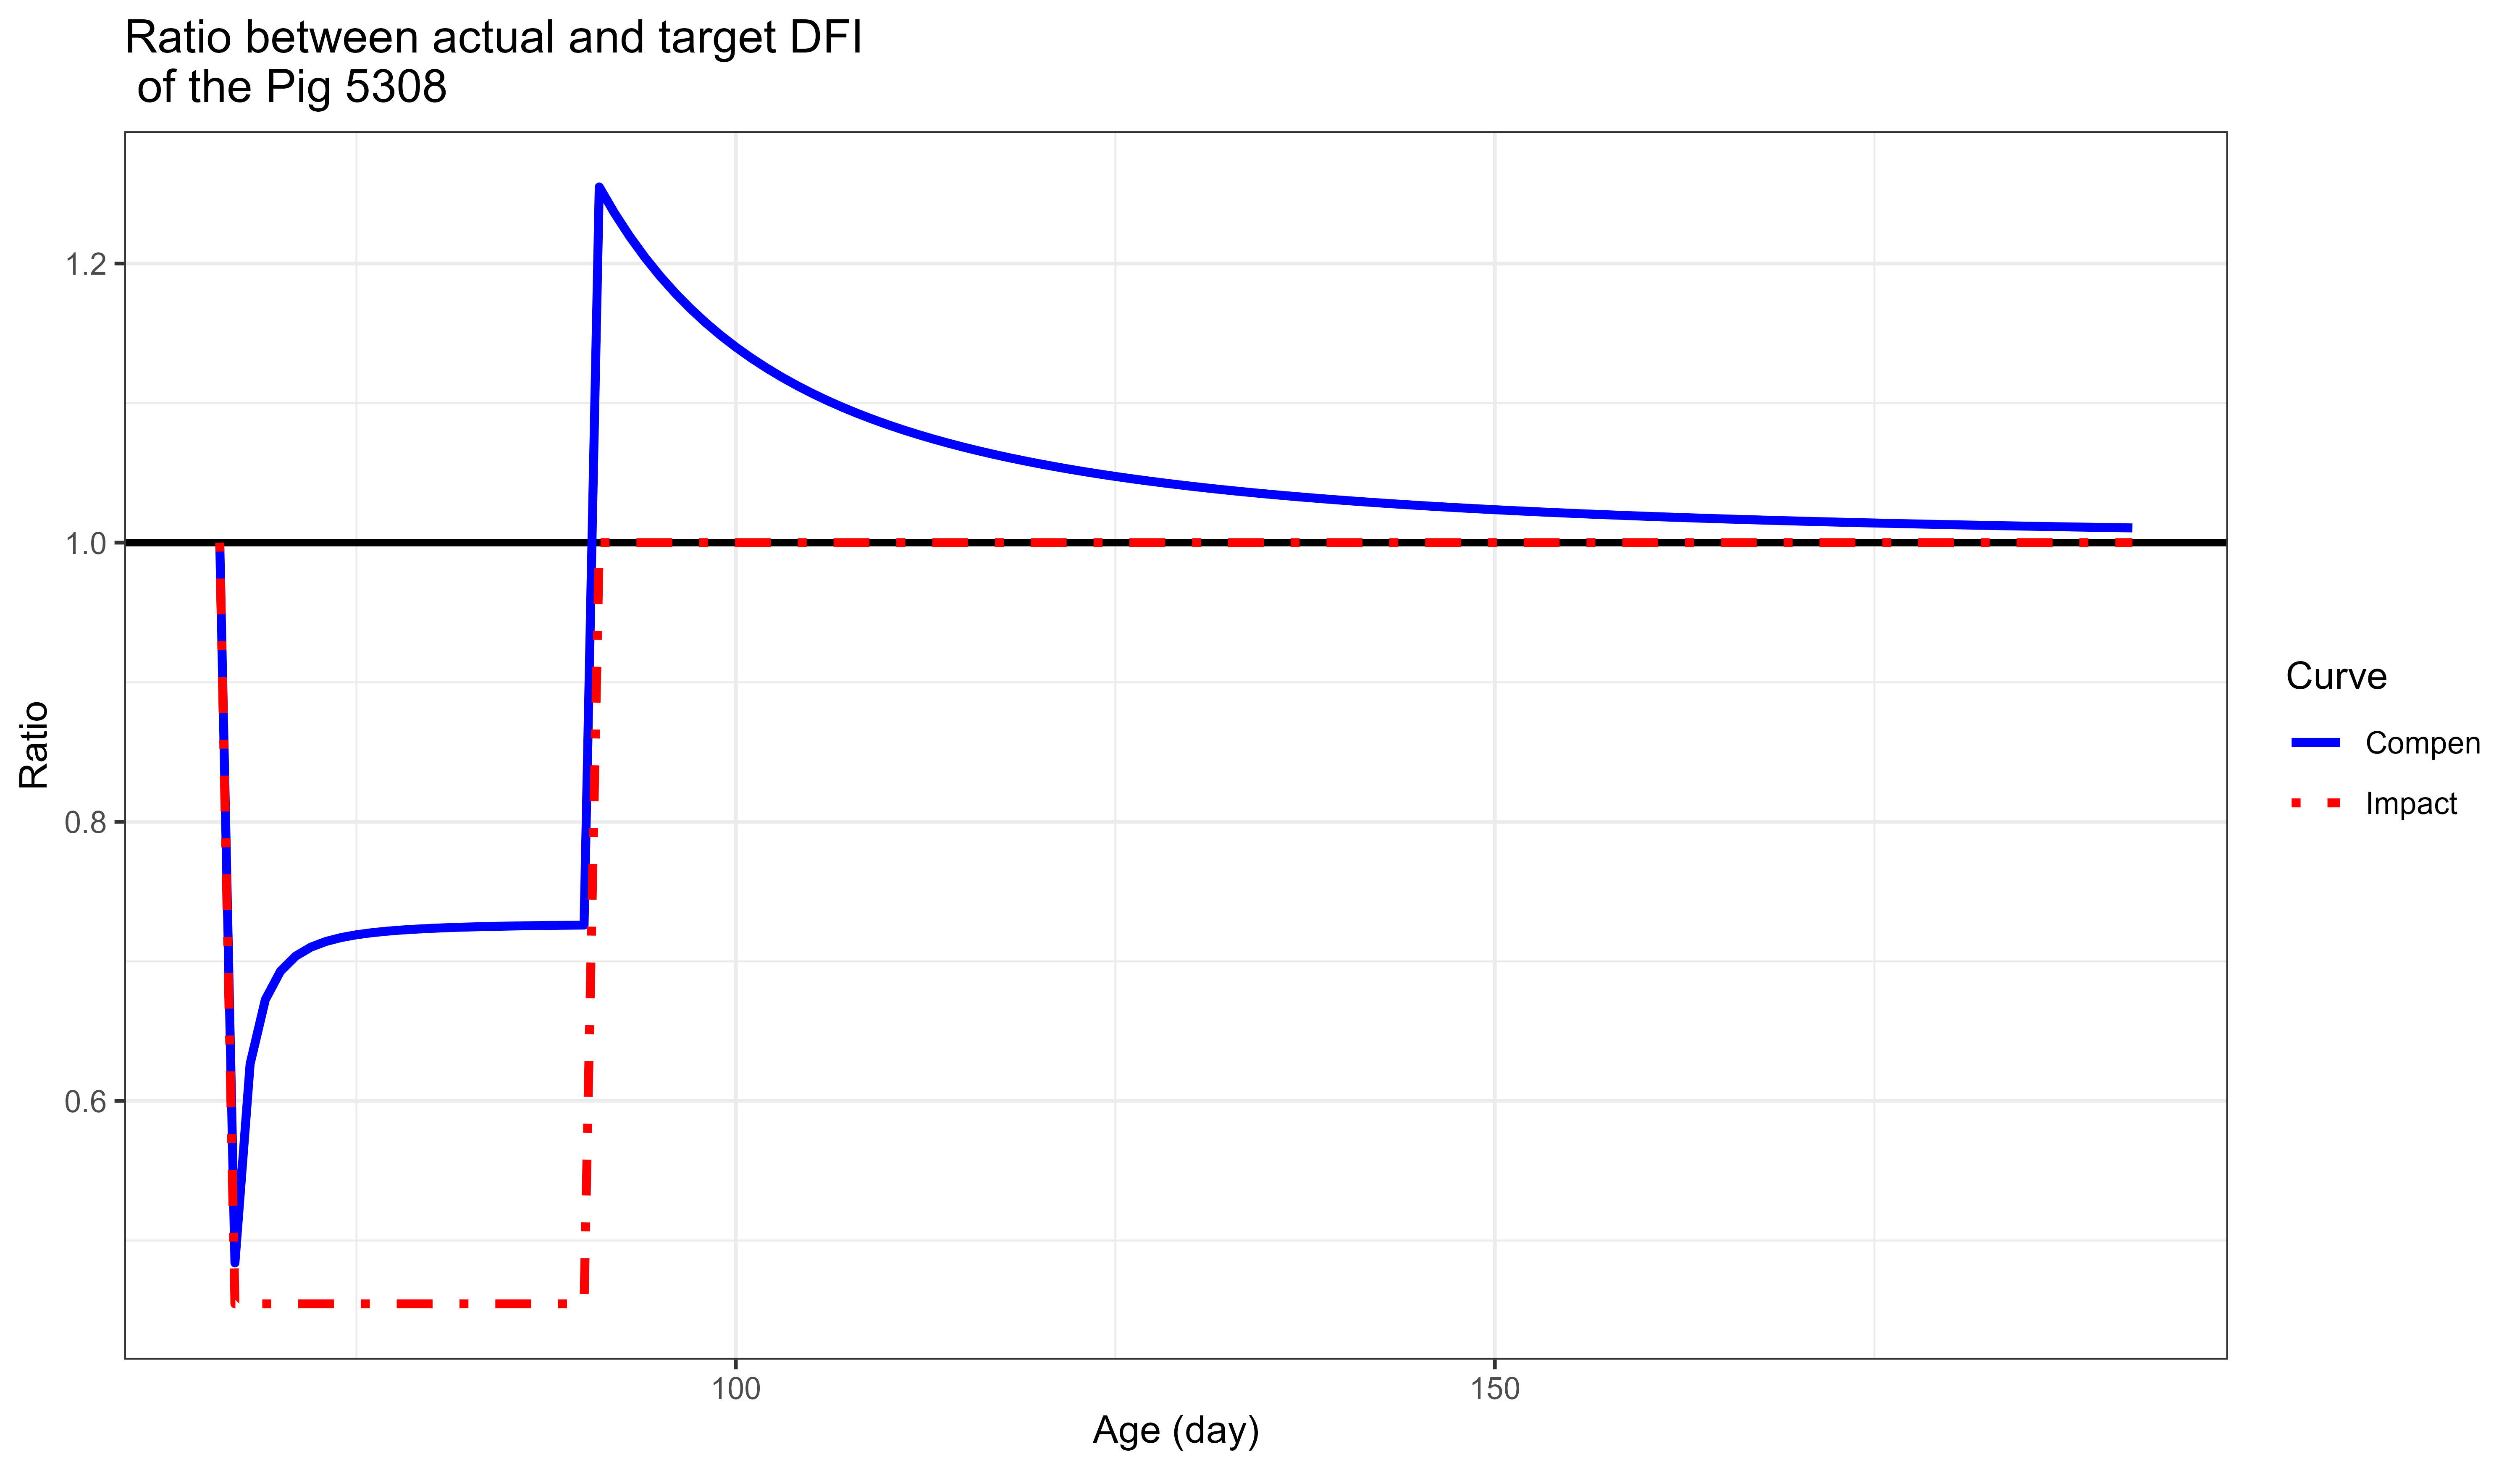 Ratio between actual and target DFI
of the Pig 5308
1.2
1.0
0.8
0.6
Ratio
100
150
Age (day)
Curve
Compen
Impact